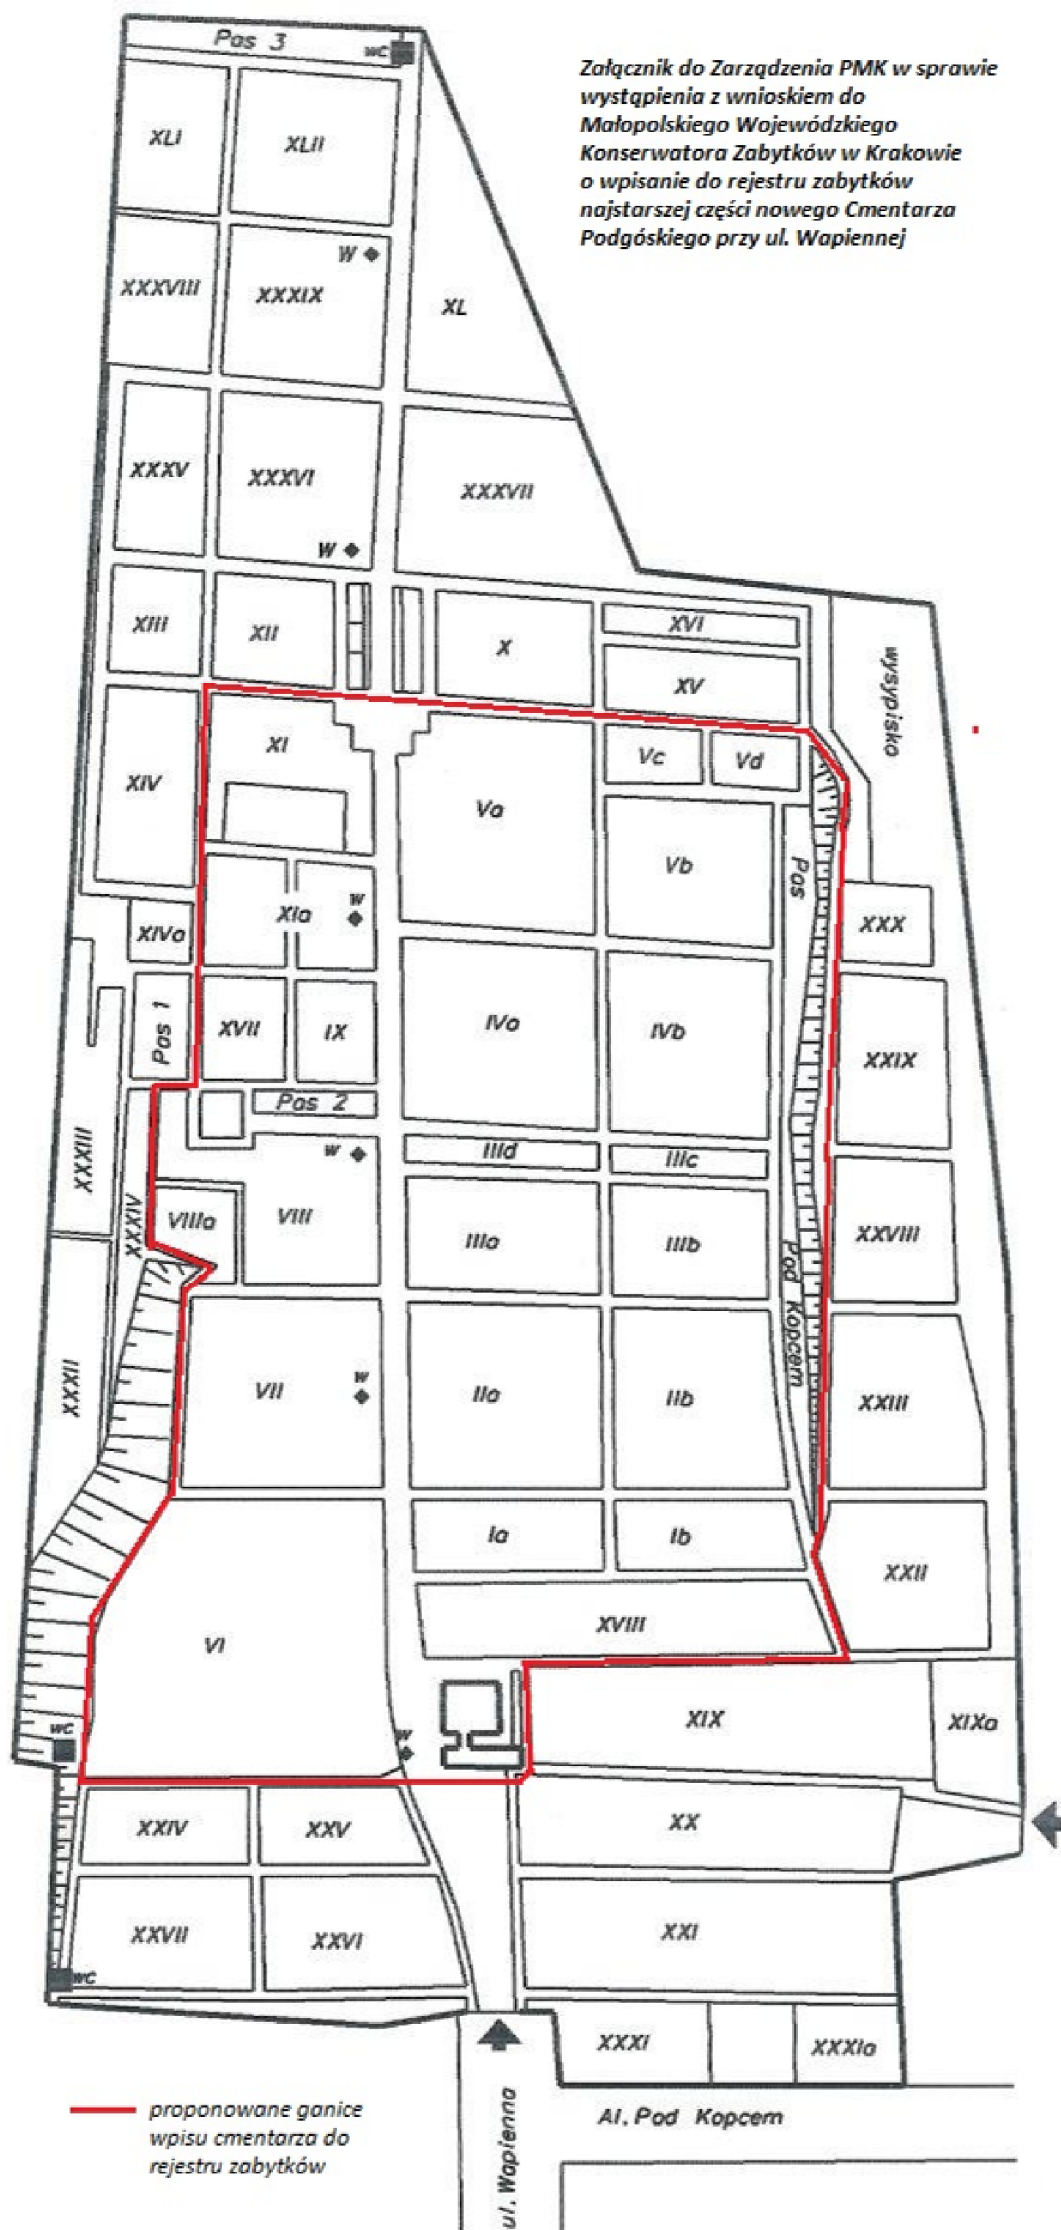 Pas 3
wc
Załącznik do Zarządzenia PMK w sprawie
wystąpienia z wnioskiem do
Małopolskiego Wojewódzkiego
Konserwatora Zabytków w Krakowie
o wpisanie do rejestru zabytków
najstarszej części nowego Cmentarza
Podgóskiego przy ul. Wapiennej
XLI
XLII
W
XXXVIII
XXXIX
XL
XXXV
XXXVI
XXXVII
W
XIII
XII
X
XVI
XV
wysypisko
XI
XIV
Va
Vc
Vd
Vb
Pas
XIa
w
XIVa
XXX
Pas 1
XVII
IX
IVa
IVb
XXIX
Pas 2
XXXIII
w
IIId
IIIc
XXXIV
VIIIa
VIII
IIIa
IIIb
Pod Kopcem
XXVIII
XXXII
VII
w
IIa
IIb
XXIII
Ia
Ib
XXII
VI
XVIII
wc
w
XIX
XIXa
XXIV
XXV
XX
XXVII
XXVI
XXI
wc
XXXI
XXXIa
ul. Wapienna
Al. Pod Kopcem
proponowane ganice
wpisu cmentarza do
rejestru zabytków